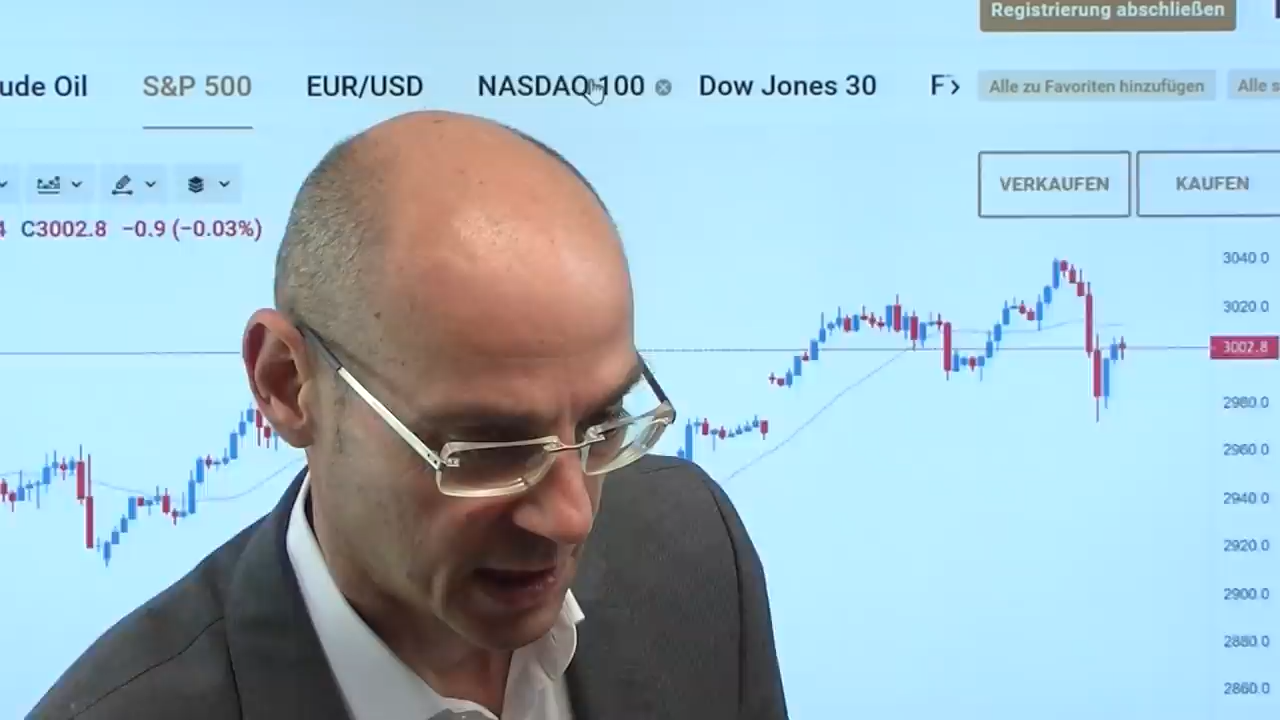 Registrierung abschließen
ude Oil S&P 500 EUR/USD NASDAQ 100 Dow Jones 30 F Alle zu Favoriten hinzufügen Alle s
VERKAUFEN KAUFEN
4 C3002.8 −0.9 (−0.03%)
3040.0
3020.0
3002.8
2980.0
2960.0
2940.0
2920.0
2900.0
2880.0
2860.0